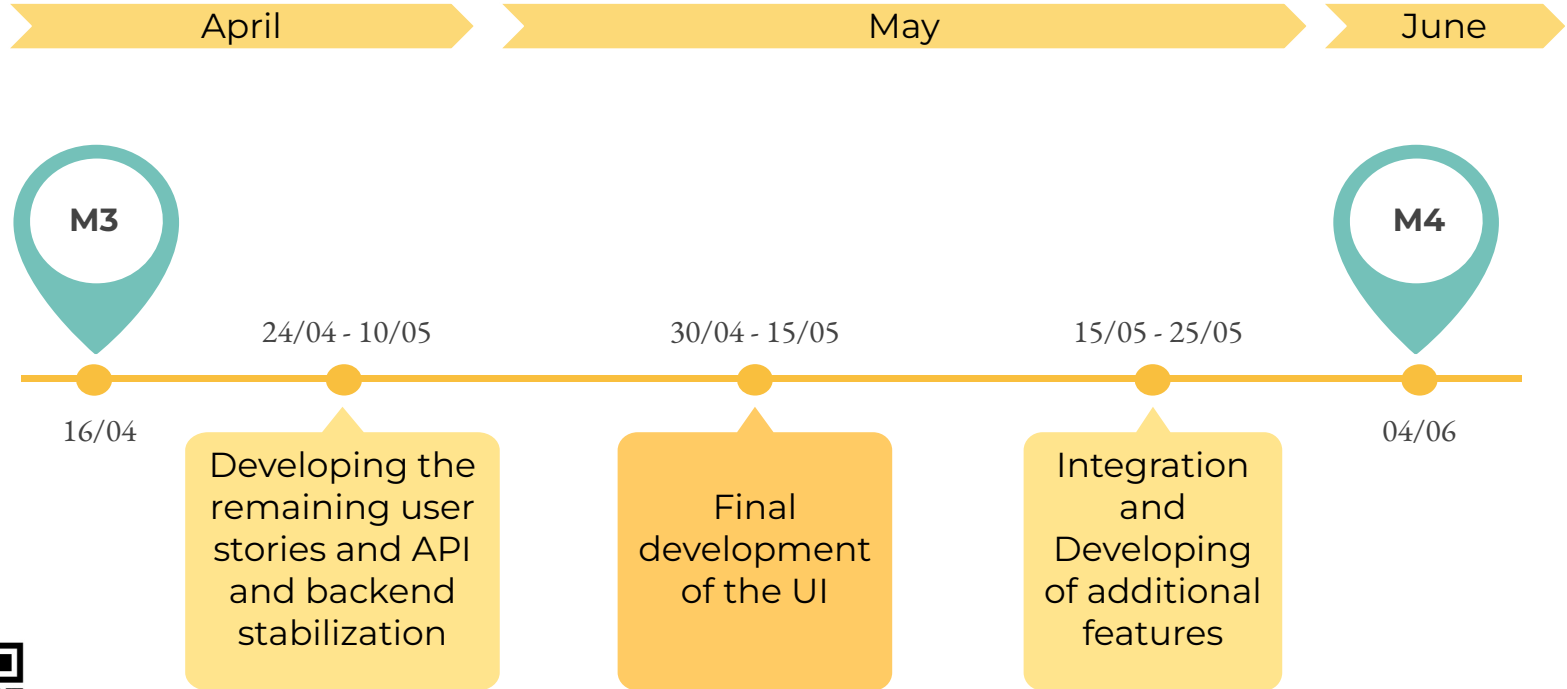 April
May
June
M3
M4
24/04 - 10/05
30/04 - 15/05
15/05 - 25/05
16/04
04/06
Developing the
remaining user
stories and API
and backend
stabilization
Final
development
of the UI
Integration
and
Developing
of additional
features